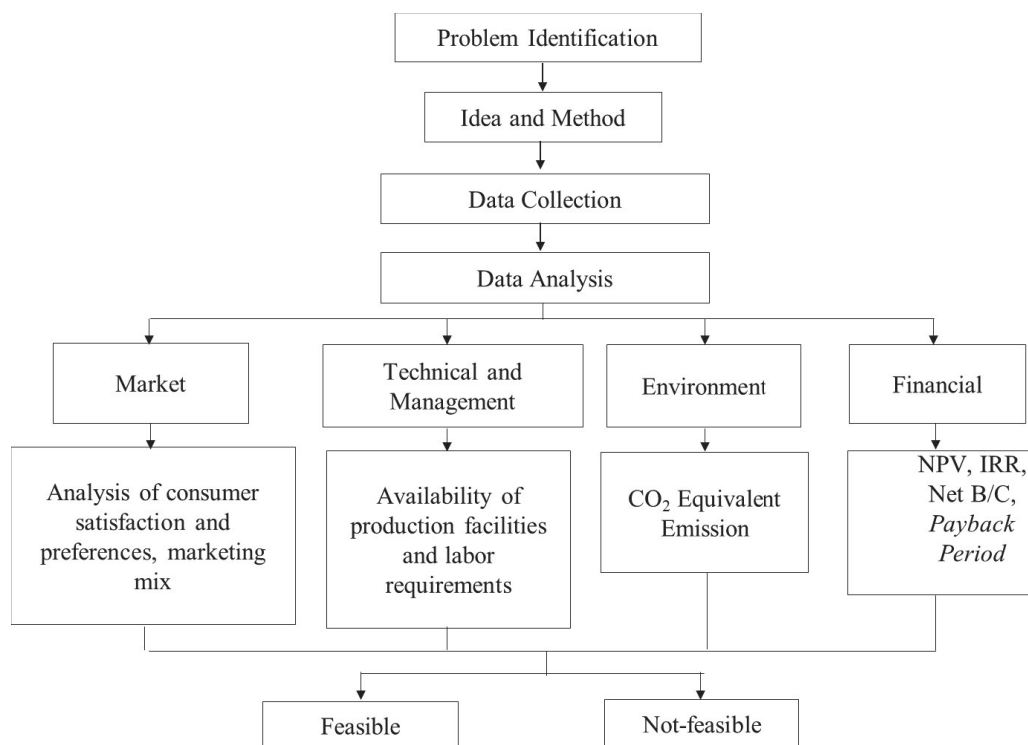 Problem Identification
Idea and Method
Data Collection
Data Analysis
Market
Technical and
Management
Environment
Financial
Analysis of consumer
satisfaction and
preferences, marketing
mix
Availability of
production facilities
and labor
requirements
CO₂ Equivalent
Emission
NPV, IRR,
Net B/C,
Payback
Period
Feasible
Not-feasible